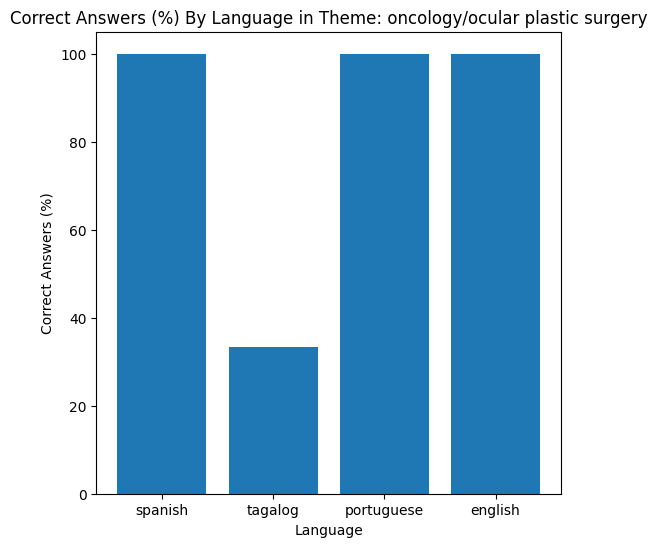 Correct Answers (%) By Language in Theme: oncology/ocular plastic surgery
Correct Answers (%)
100
80
60
40
20
0
spanish tagalog portuguese english
Language